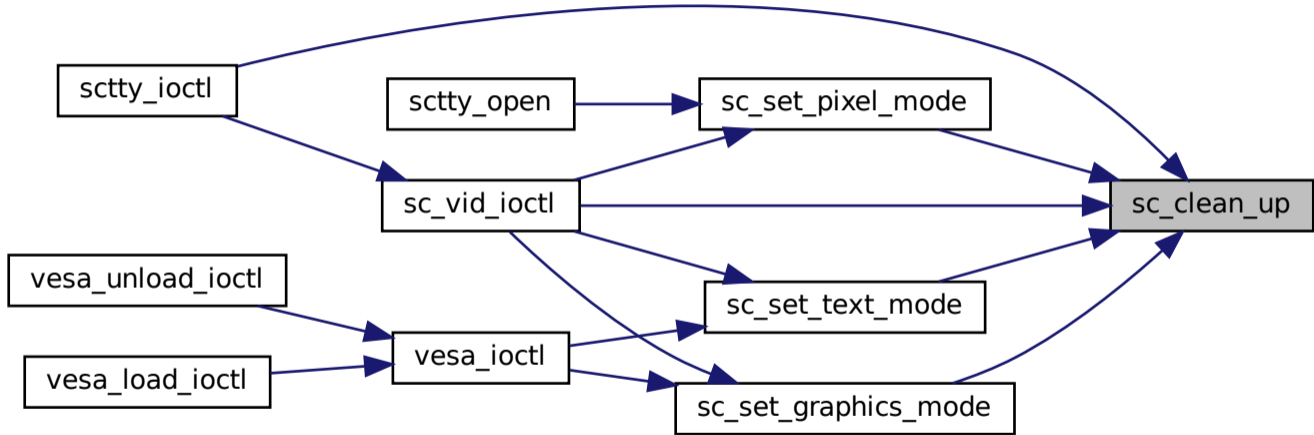 sctty_ioctl
sctty_open
sc_set_pixel_mode
sc_vid_ioctl
sc_clean_up
vesa_unload_ioctl
sc_set_text_mode
vesa_ioctl
vesa_load_ioctl
sc_set_graphics_mode